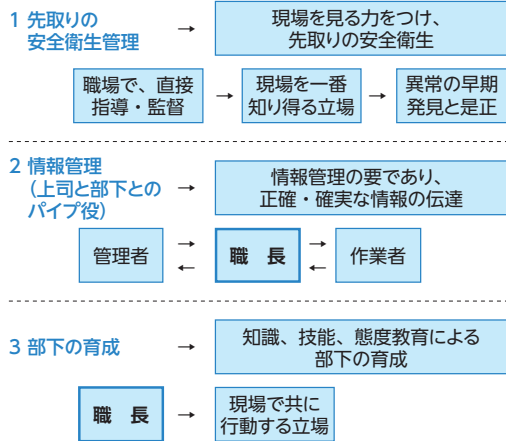 1 先取りの
安全衛生管理
→
現場を見る力をつけ、
先取りの安全衛生
職場で、直接
指導・監督
→
現場を一番
知り得る立場
→
異常の早期
発見と是正
2 情報管理
(上司と部下との
パイプ役)
→
情報管理の要であり、
正確・確実な情報の伝達
管理者
→
←
職 長
→
←
作業者
3 部下の育成
→
知識、技能、態度教育による
部下の育成
職 長
→
現場で共に
行動する立場